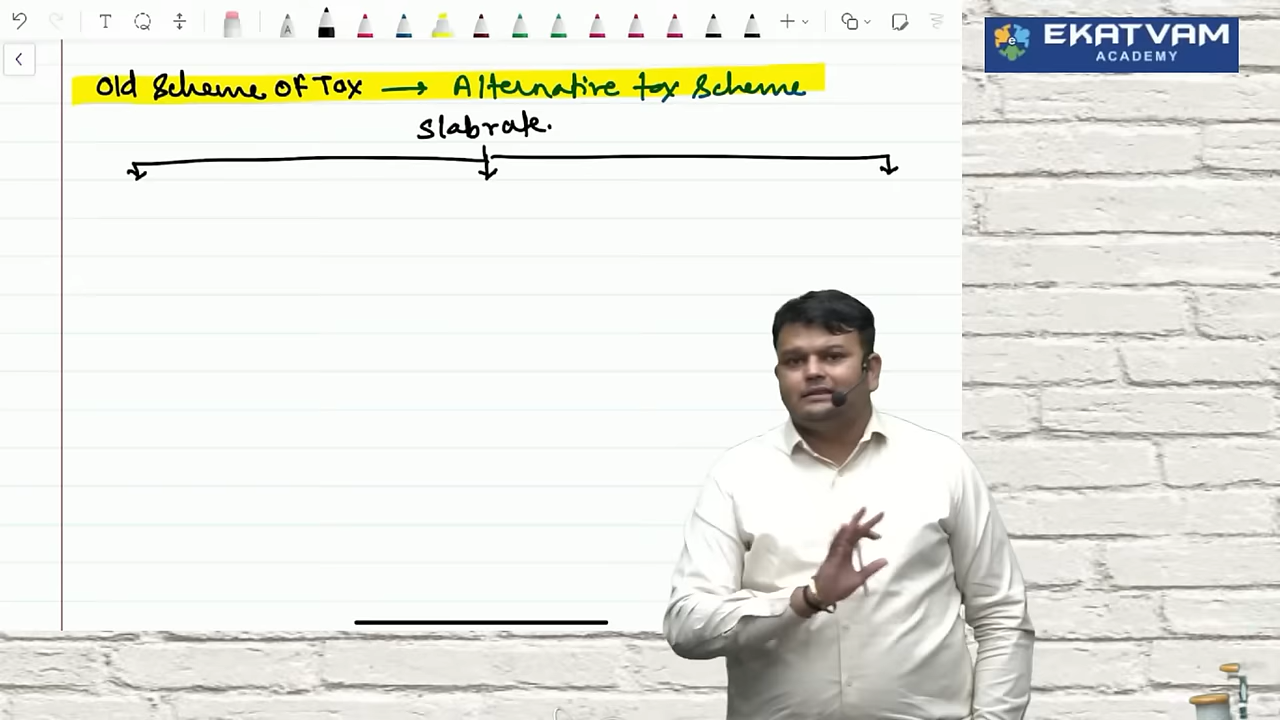 EKATVAM
ACADEMY
Old Scheme of Tax → Alternative tax Scheme
Slabrate.